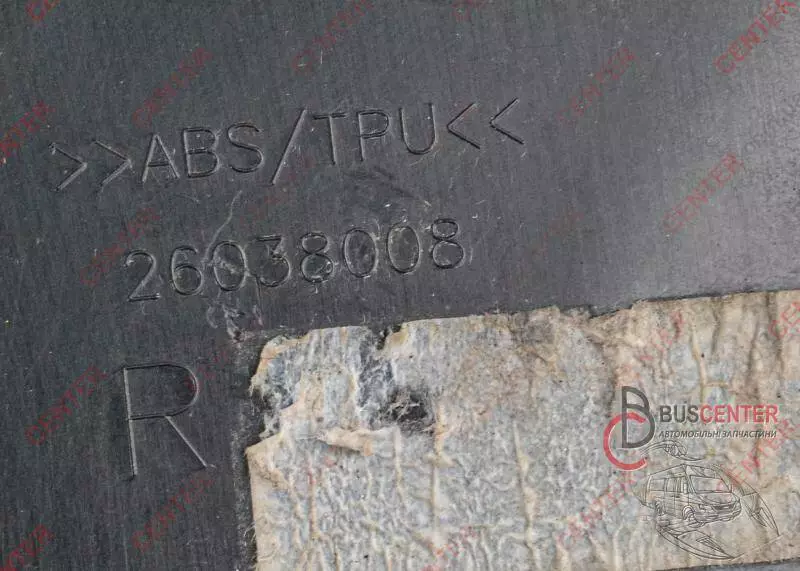 >>ABS/TPU<<
26038008
R
BUSCENTER
АВТОМОБІЛЬНІ ЗАПЧАСТИНИ